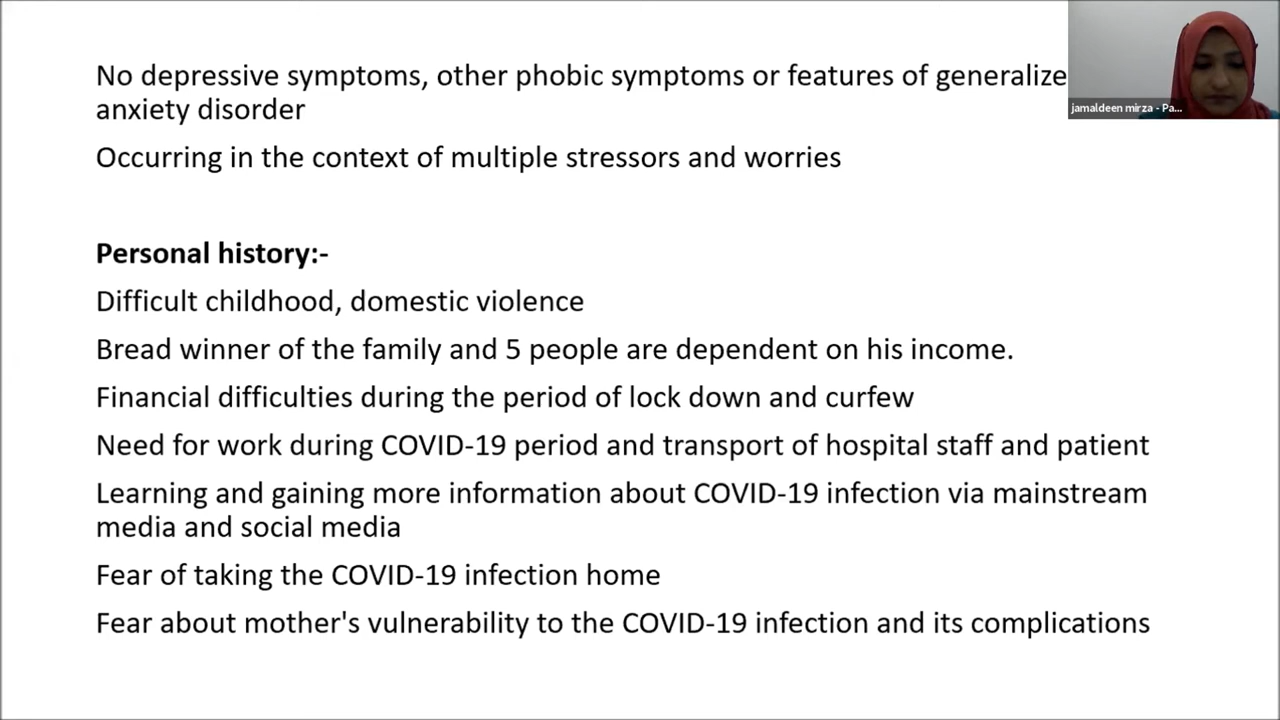 No depressive symptoms, other phobic symptoms or features of generalize
anxiety disorder
Occurring in the context of multiple stressors and worries
Personal history:-
Difficult childhood, domestic violence
Bread winner of the family and 5 people are dependent on his income.
Financial difficulties during the period of lock down and curfew
Need for work during COVID-19 period and transport of hospital staff and patient
Learning and gaining more information about COVID-19 infection via mainstream
media and social media
Fear of taking the COVID-19 infection home
Fear about mother's vulnerability to the COVID-19 infection and its complications
jamaldeen mirza - Pa...